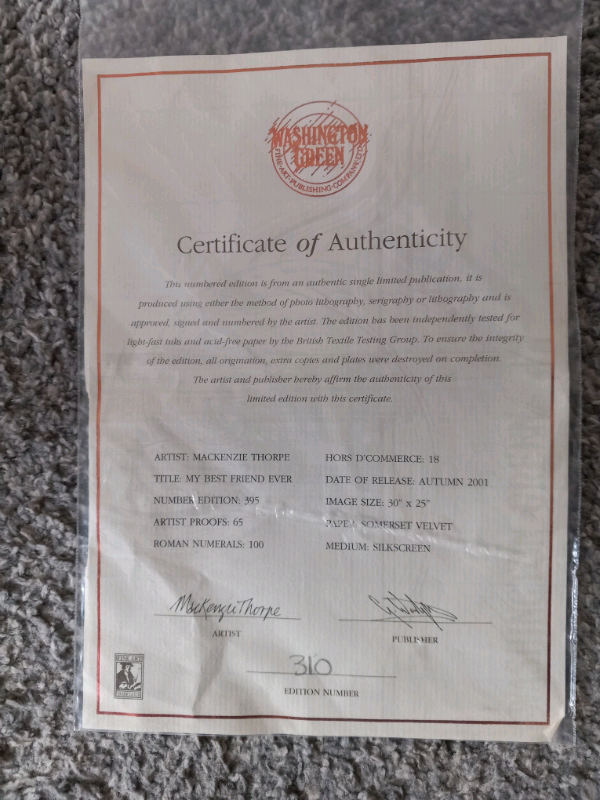 WASHINGTON
GREEN
FINE·ART·PUBLISHING·COMPANY·LTD
Certificate of Authenticity
This numbered edition is from an authentic single limited publication, it is
produced using either the method of photo lithography, serigraphy or lithography and is
approved, signed and numbered by the artist. The edition has been independently tested for
light-fast inks and acid-free paper by the British Textile Testing Group. To ensure the integrity
of the edition, all origination, extra copies and plates were destroyed on completion.
The artist and publisher hereby affirm the authenticity of this
limited edition with this certificate.
ARTIST: MACKENZIE THORPE
TITLE: MY BEST FRIEND EVER
NUMBER EDITION: 395
ARTIST PROOFS: 65
ROMAN NUMERALS: 100
HORS D'COMMERCE: 18
DATE OF RELEASE: AUTUMN 2001
IMAGE SIZE: 30" x 25"
PAPER: SOMERSET VELVET
MEDIUM: SILKSCREEN
MacKenzie Thorpe
ARTIST
PUBLISHER
310
EDITION NUMBER